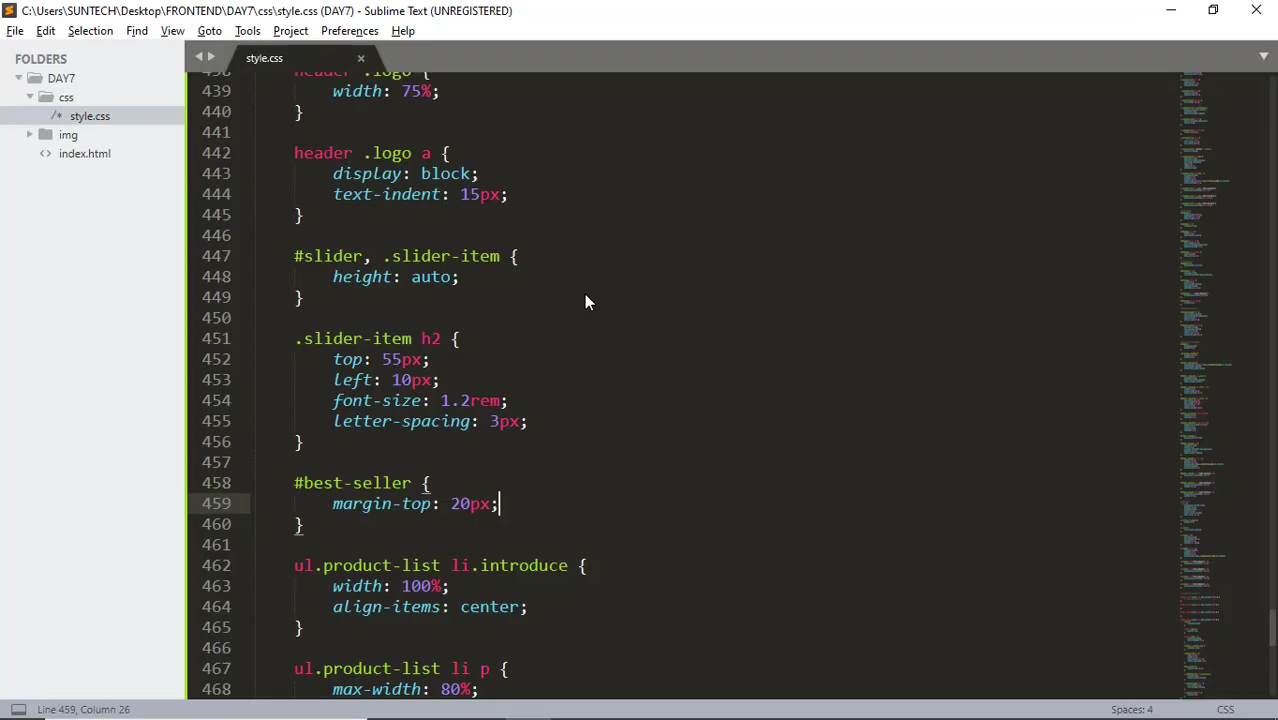 C:\Users\SUNTECH\Desktop\FRONTEND\DAY7\css\style.css (DAY7) - Sublime Text (UNREGISTERED)
File Edit Selection Find View Goto Tools Project Preferences Help
FOLDERS
DAY7
css
/* style.css
img
<> index.html
style.css ×
438 header .logo {
439 width: 75%;
440 }
441
442 header .logo a {
443 display: block;
444 text-indent: 15px;
445 }
446
447 #slider, .slider-item {
448 height: auto;
449 }
450
451 .slider-item h2 {
452 top: 55px;
453 left: 10px;
454 font-size: 1.2rem;
455 letter-spacing: 3px;
456 }
457
458 #best-seller {
459 margin-top: 20px;
460 }
461
462 ul.product-list li.introduce {
463 width: 100%;
464 align-items: center;
465 }
466
467 ul.product-list li p {
468 max-width: 80%;
Line 459, Column 26
Spaces: 4
CSS